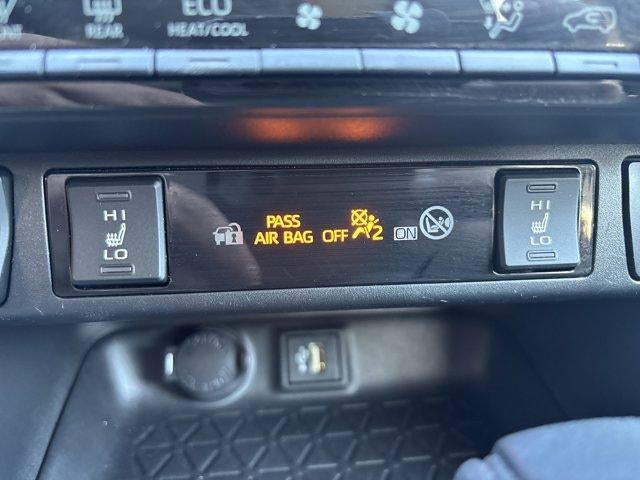 REAR
ECO
HEAT/COOL
HI
LO
PASS
AIR BAG OFF 2 ON
HI
LO